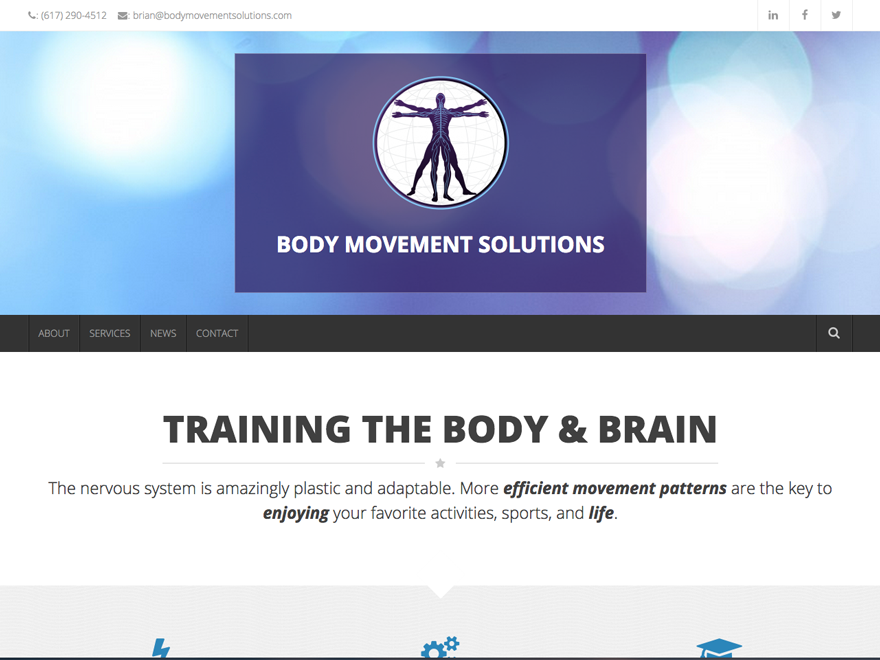 : (617) 290-4512 : brian@bodymovementsolutions.com
BODY MOVEMENT SOLUTIONS
ABOUT SERVICES NEWS CONTACT
TRAINING THE BODY & BRAIN
The nervous system is amazingly plastic and adaptable. More efficient movement patterns are the key to
enjoying your favorite activities, sports, and life.